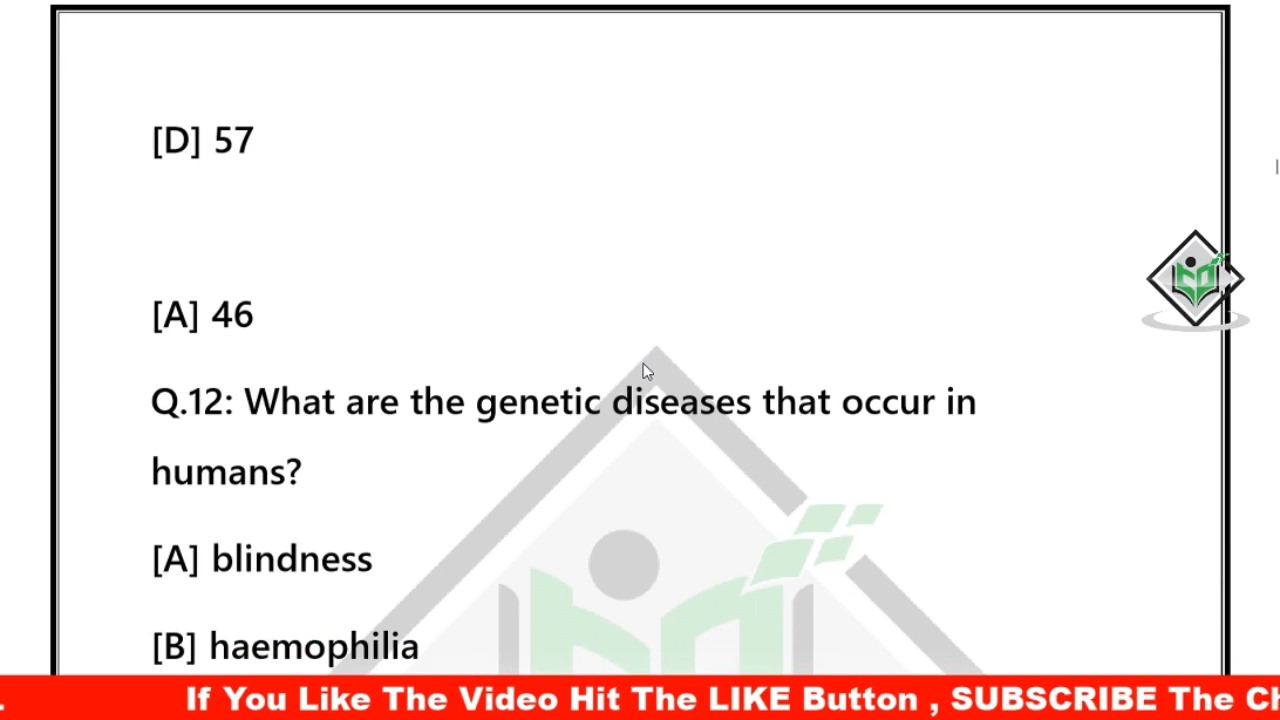 [D] 57
[A] 46
Q.12: What are the genetic diseases that occur in
humans?
[A] blindness
[B] haemophilia
If You Like The Video Hit The LIKE Button , SUBSCRIBE The